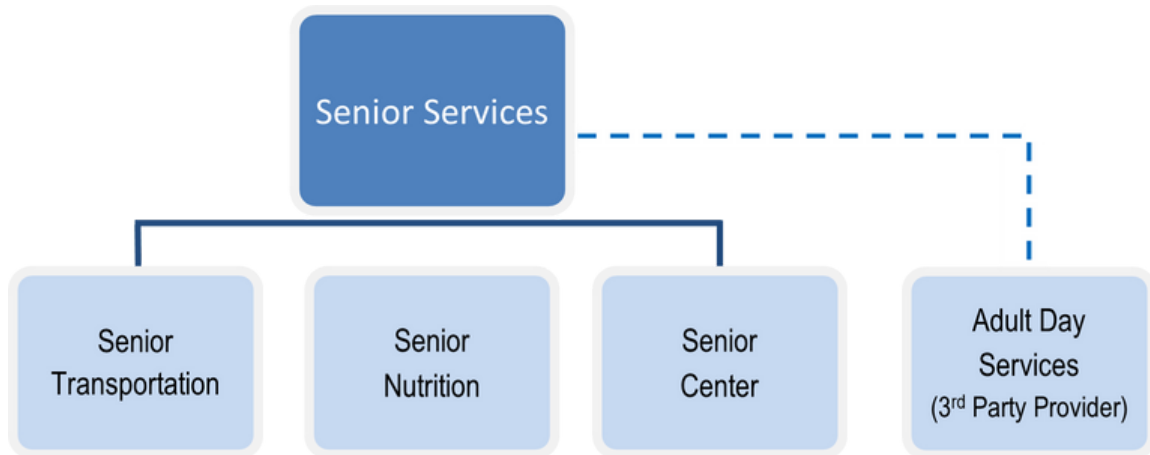 Senior Services
Senior
Transportation
Senior
Nutrition
Senior
Center
Adult Day
Services
(3rd Party Provider)